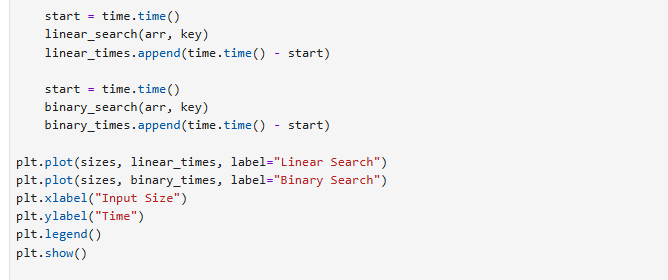 start = time.time()
linear_search(arr, key)
linear_times.append(time.time() - start)
start = time.time()
binary_search(arr, key)
binary_times.append(time.time() - start)
plt.plot(sizes, linear_times, label="Linear Search")
plt.plot(sizes, binary_times, label="Binary Search")
plt.xlabel("Input Size")
plt.ylabel("Time")
plt.legend()
plt.show()